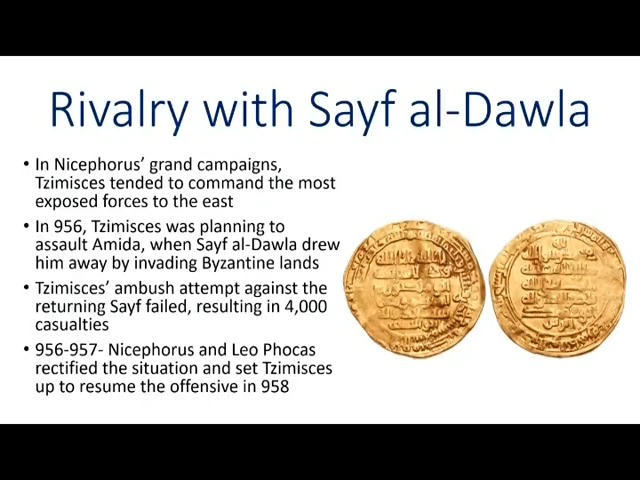 Rivalry with Sayf al-Dawla
• In Nicephorus’ grand campaigns,
Tzimisces tended to command the most
exposed forces to the east
• In 956, Tzimisces was planning to
assault Amida, when Sayf al-Dawla drew
him away by invading Byzantine lands
• Tzimisces’ ambush attempt against the
returning Sayf failed, resulting in 4,000
casualties
• 956-957- Nicephorus and Leo Phocas
rectified the situation and set Tzimisces
up to resume the offensive in 958